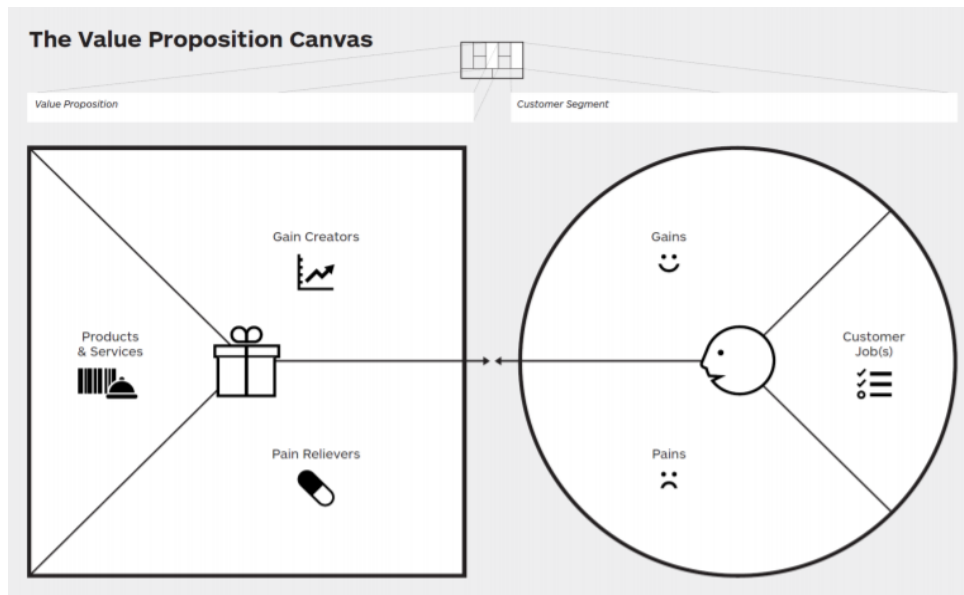 The Value Proposition Canvas
Value Proposition
Customer Segment
Gain Creators
Products
& Services
Pain Relievers
Gains
Customer
Job(s)
Pains